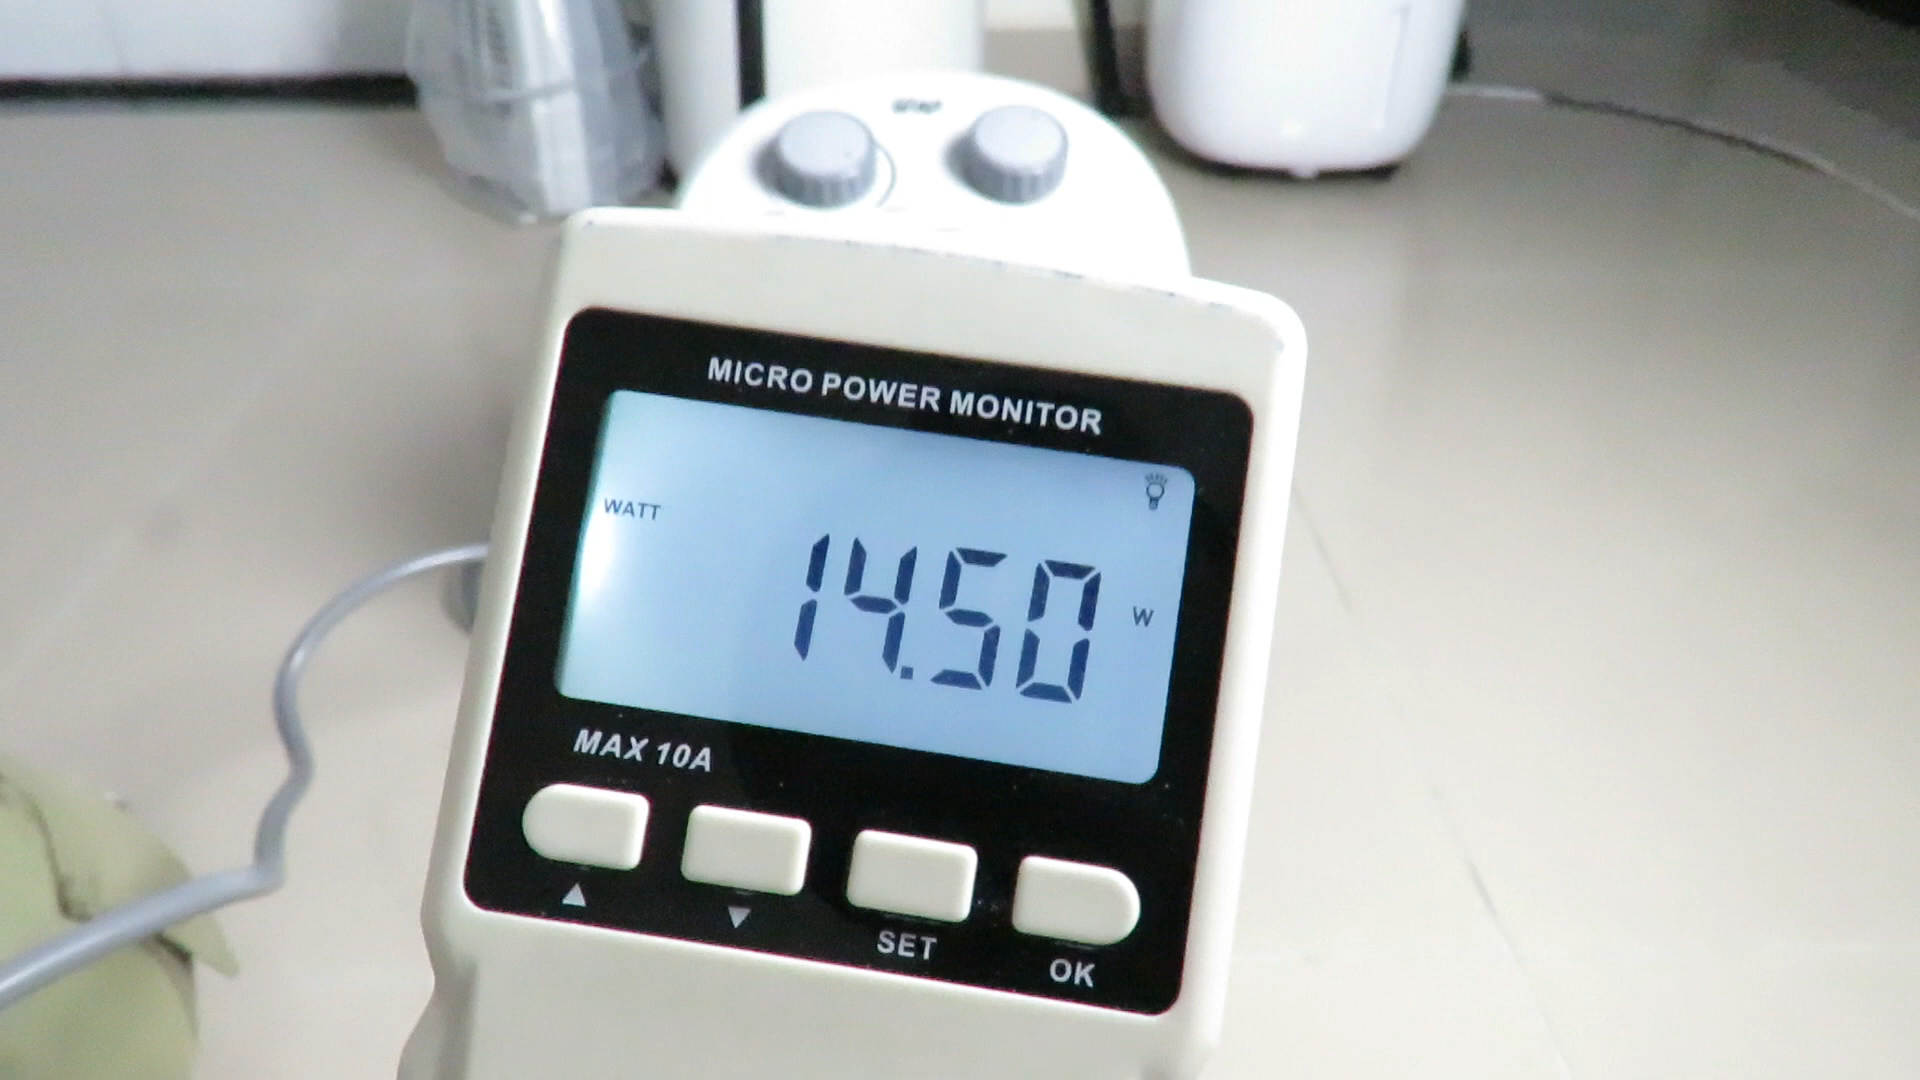 MICRO POWER MONITOR
WATT
14.50 W
MAX 10A
▲ ▼ SET OK